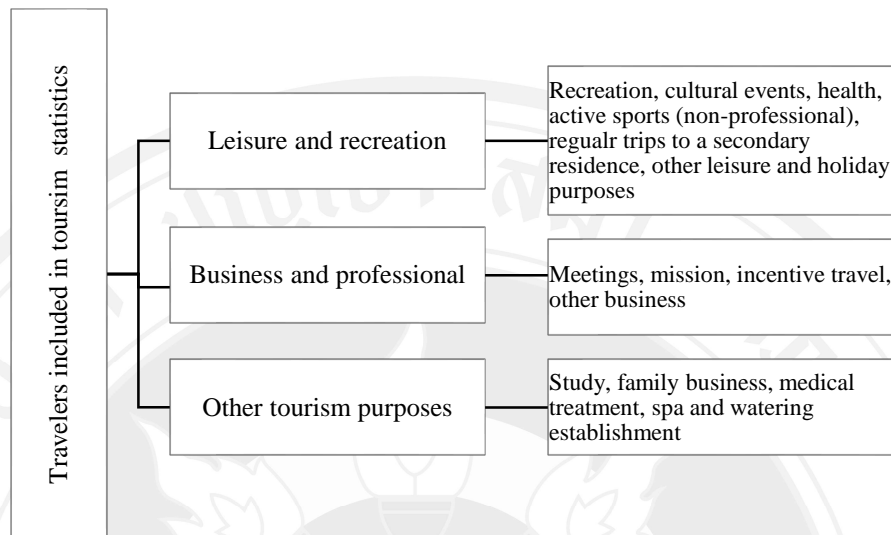 Travelers included in toursim statistics
Leisure and recreation
Recreation, cultural events, health,
active sports (non-professional),
regualr trips to a secondary
residence, other leisure and holiday
purposes
Business and professional
Meetings, mission, incentive travel,
other business
Other tourism purposes
Study, family business, medical
treatment, spa and watering
establishment